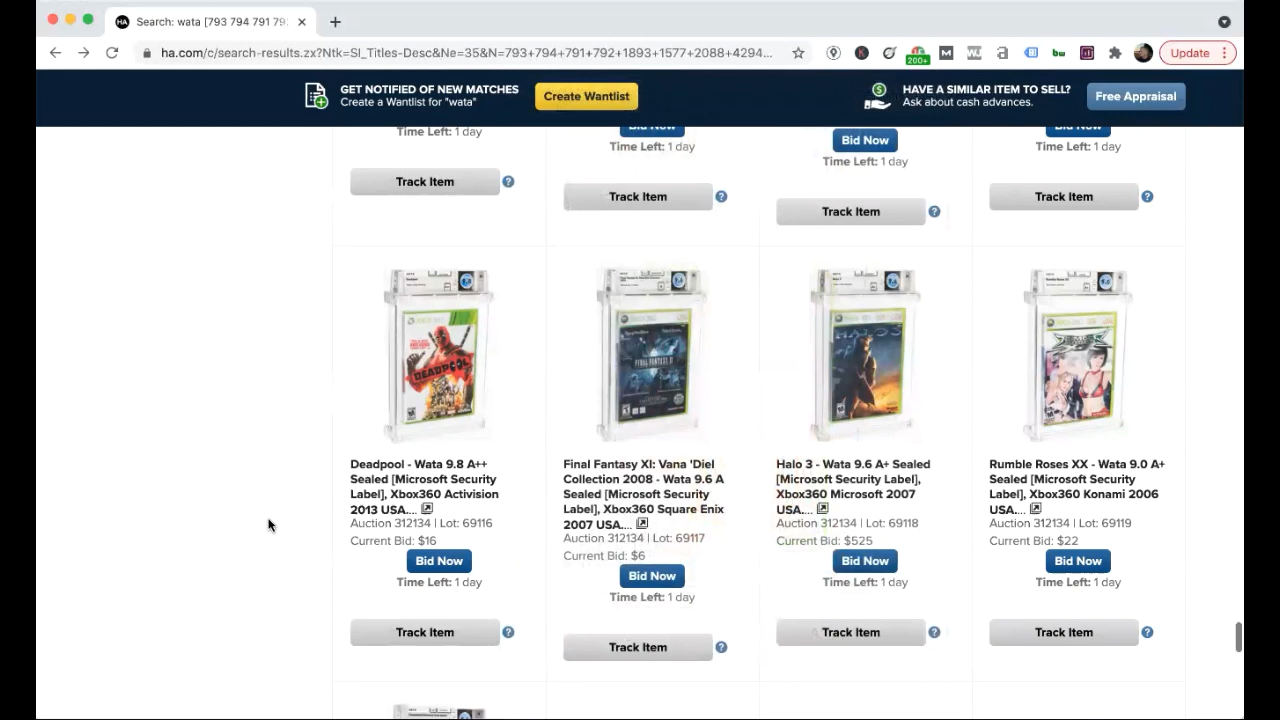 Search: wata [793 794 791 79
ha.com/c/search-results.zx?Ntk=SI_Titles-Desc&Ne=35&N=793+794+791+792+1893+1577+2088+4294...
200+
Update
GET NOTIFIED OF NEW MATCHES
Create a Wantlist for "wata"
Create Wantlist
HAVE A SIMILAR ITEM TO SELL?
Ask about cash advances.
Free Appraisal
Time Left: 1 day
Bid Now
Time Left: 1 day
Bid Now
Time Left: 1 day
Bid Now
Time Left: 1 day
Track Item
Track Item
Track Item
Track Item
DEADPOOL
FINAL FANTASY XI
HALO 3
Deadpool - Wata 9.8 A++
Sealed [Microsoft Security
Label], Xbox360 Activision
2013 USA....
Auction 312134 | Lot: 69116
Current Bid: $16
Bid Now
Time Left: 1 day
Track Item
Final Fantasy XI: Vana 'Diel
Collection 2008 - Wata 9.6 A
Sealed [Microsoft Security
Label], Xbox360 Square Enix
2007 USA....
Auction 312134 | Lot: 69117
Current Bid: $6
Bid Now
Time Left: 1 day
Track Item
Halo 3 - Wata 9.6 A+ Sealed
[Microsoft Security Label],
Xbox360 Microsoft 2007
USA....
Auction 312134 | Lot: 69118
Current Bid: $525
Bid Now
Time Left: 1 day
Track Item
Rumble Roses XX - Wata 9.0 A+
Sealed [Microsoft Security
Label], Xbox360 Konami 2006
USA....
Auction 312134 | Lot: 69119
Current Bid: $22
Bid Now
Time Left: 1 day
Track Item